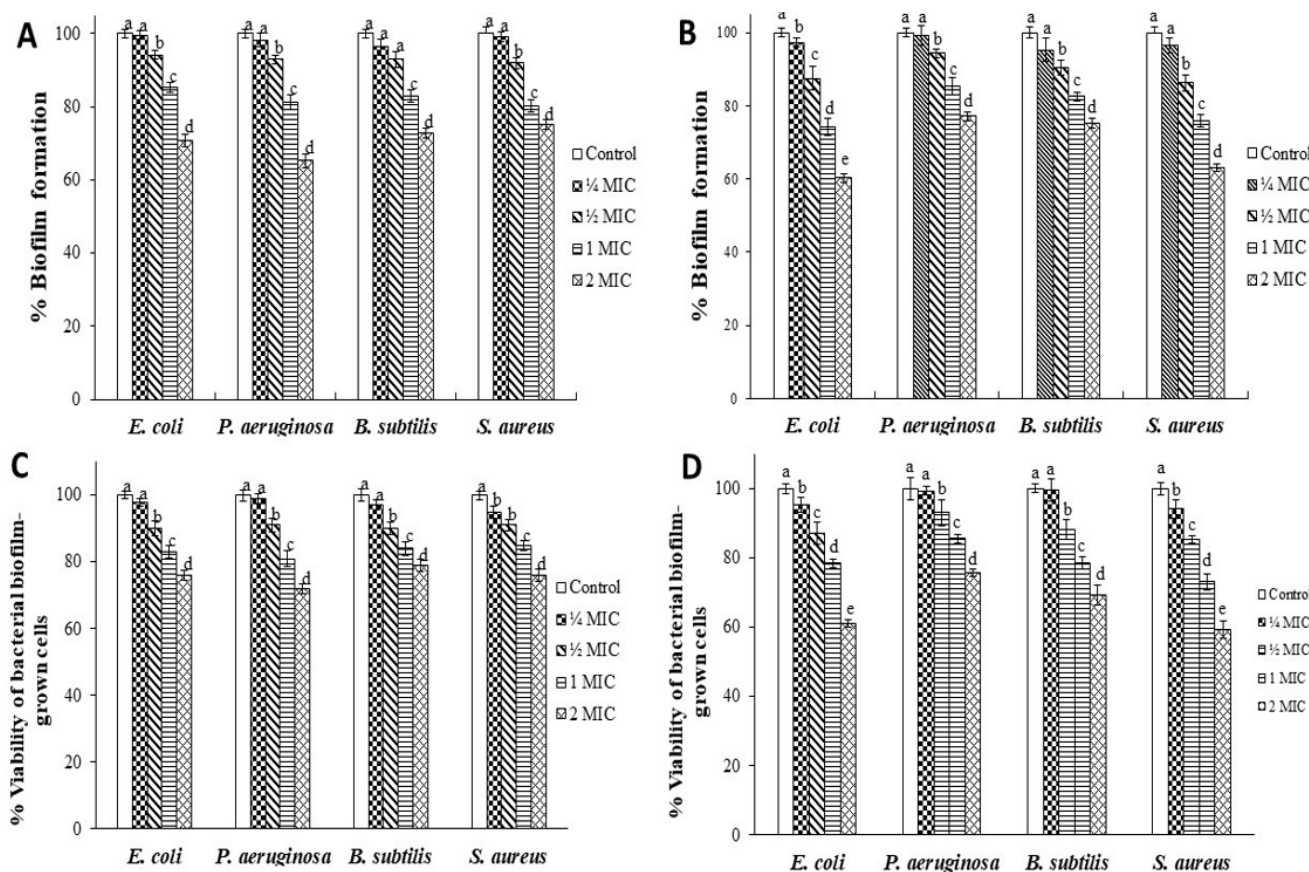 A
% Biofilm formation
100
80
60
40
20
0
a a b c d
a a b c d
a a a c d
a a b c d
E. coli P. aeruginosa B. subtilis S. aureus
Control
¼ MIC
½ MIC
1 MIC
2 MIC
B
% Biofilm formation
100
80
60
40
20
0
a b c d e
a a b c d
a a b c d
a a b c d
E. coli P. aeruginosa B. subtilis S. aureus
Control
¼ MIC
½ MIC
1 MIC
2 MIC
C
% Viability of bacterial biofilm-
grown cells
100
80
60
40
20
0
a a b c d
a a b c d
a a b c d
a b b c d
E. coli P. aeruginosa B. subtilis S. aureus
Control
¼ MIC
½ MIC
1 MIC
2 MIC
D
% Viability of bacterial biofilm-
grown cells
100
80
60
40
20
0
a b c d e
a a b c d
a a b c d
a b c d e
E. coli P. aeruginosa B. subtilis S. aureus
Control
¼ MIC
½ MIC
1 MIC
2 MIC